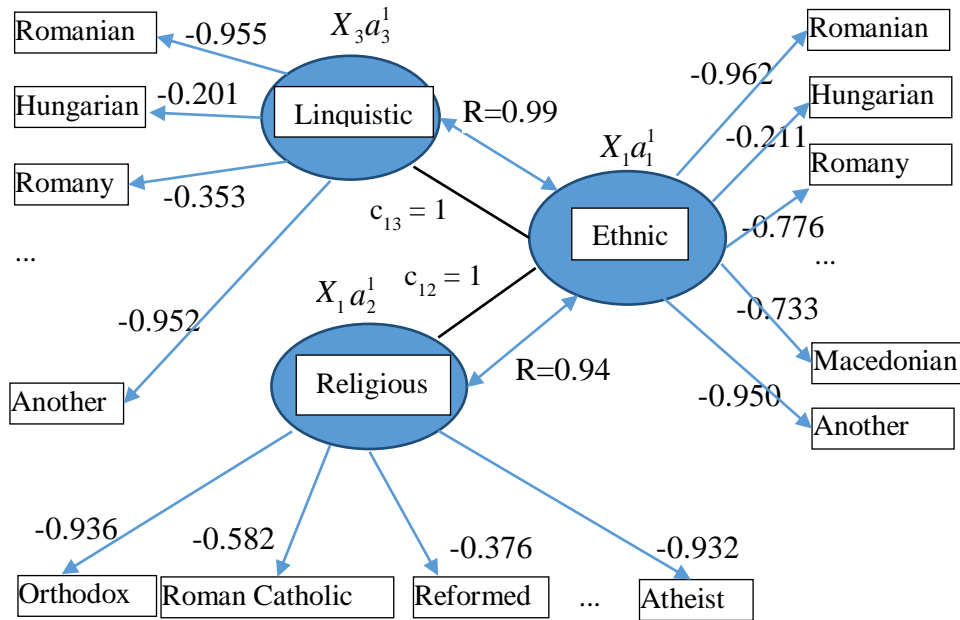 Romanian
-0.955
X₃a₃¹
Romanian
Hungarian
-0.201
Linquistic
R=0.99
-0.962
Hungarian
X₁a₁¹
-0.211
Romany
Romany
-0.353
c₁₃ = 1
Ethnic
-0.776
...
...
X₁a₂¹
c₁₂ = 1
-0.952
-0.733
Another
Religious
R=0.94
Macedonian
-0.950
Another
-0.936
-0.582
-0.376
-0.932
Orthodox
Roman Catholic
Reformed
...
Atheist